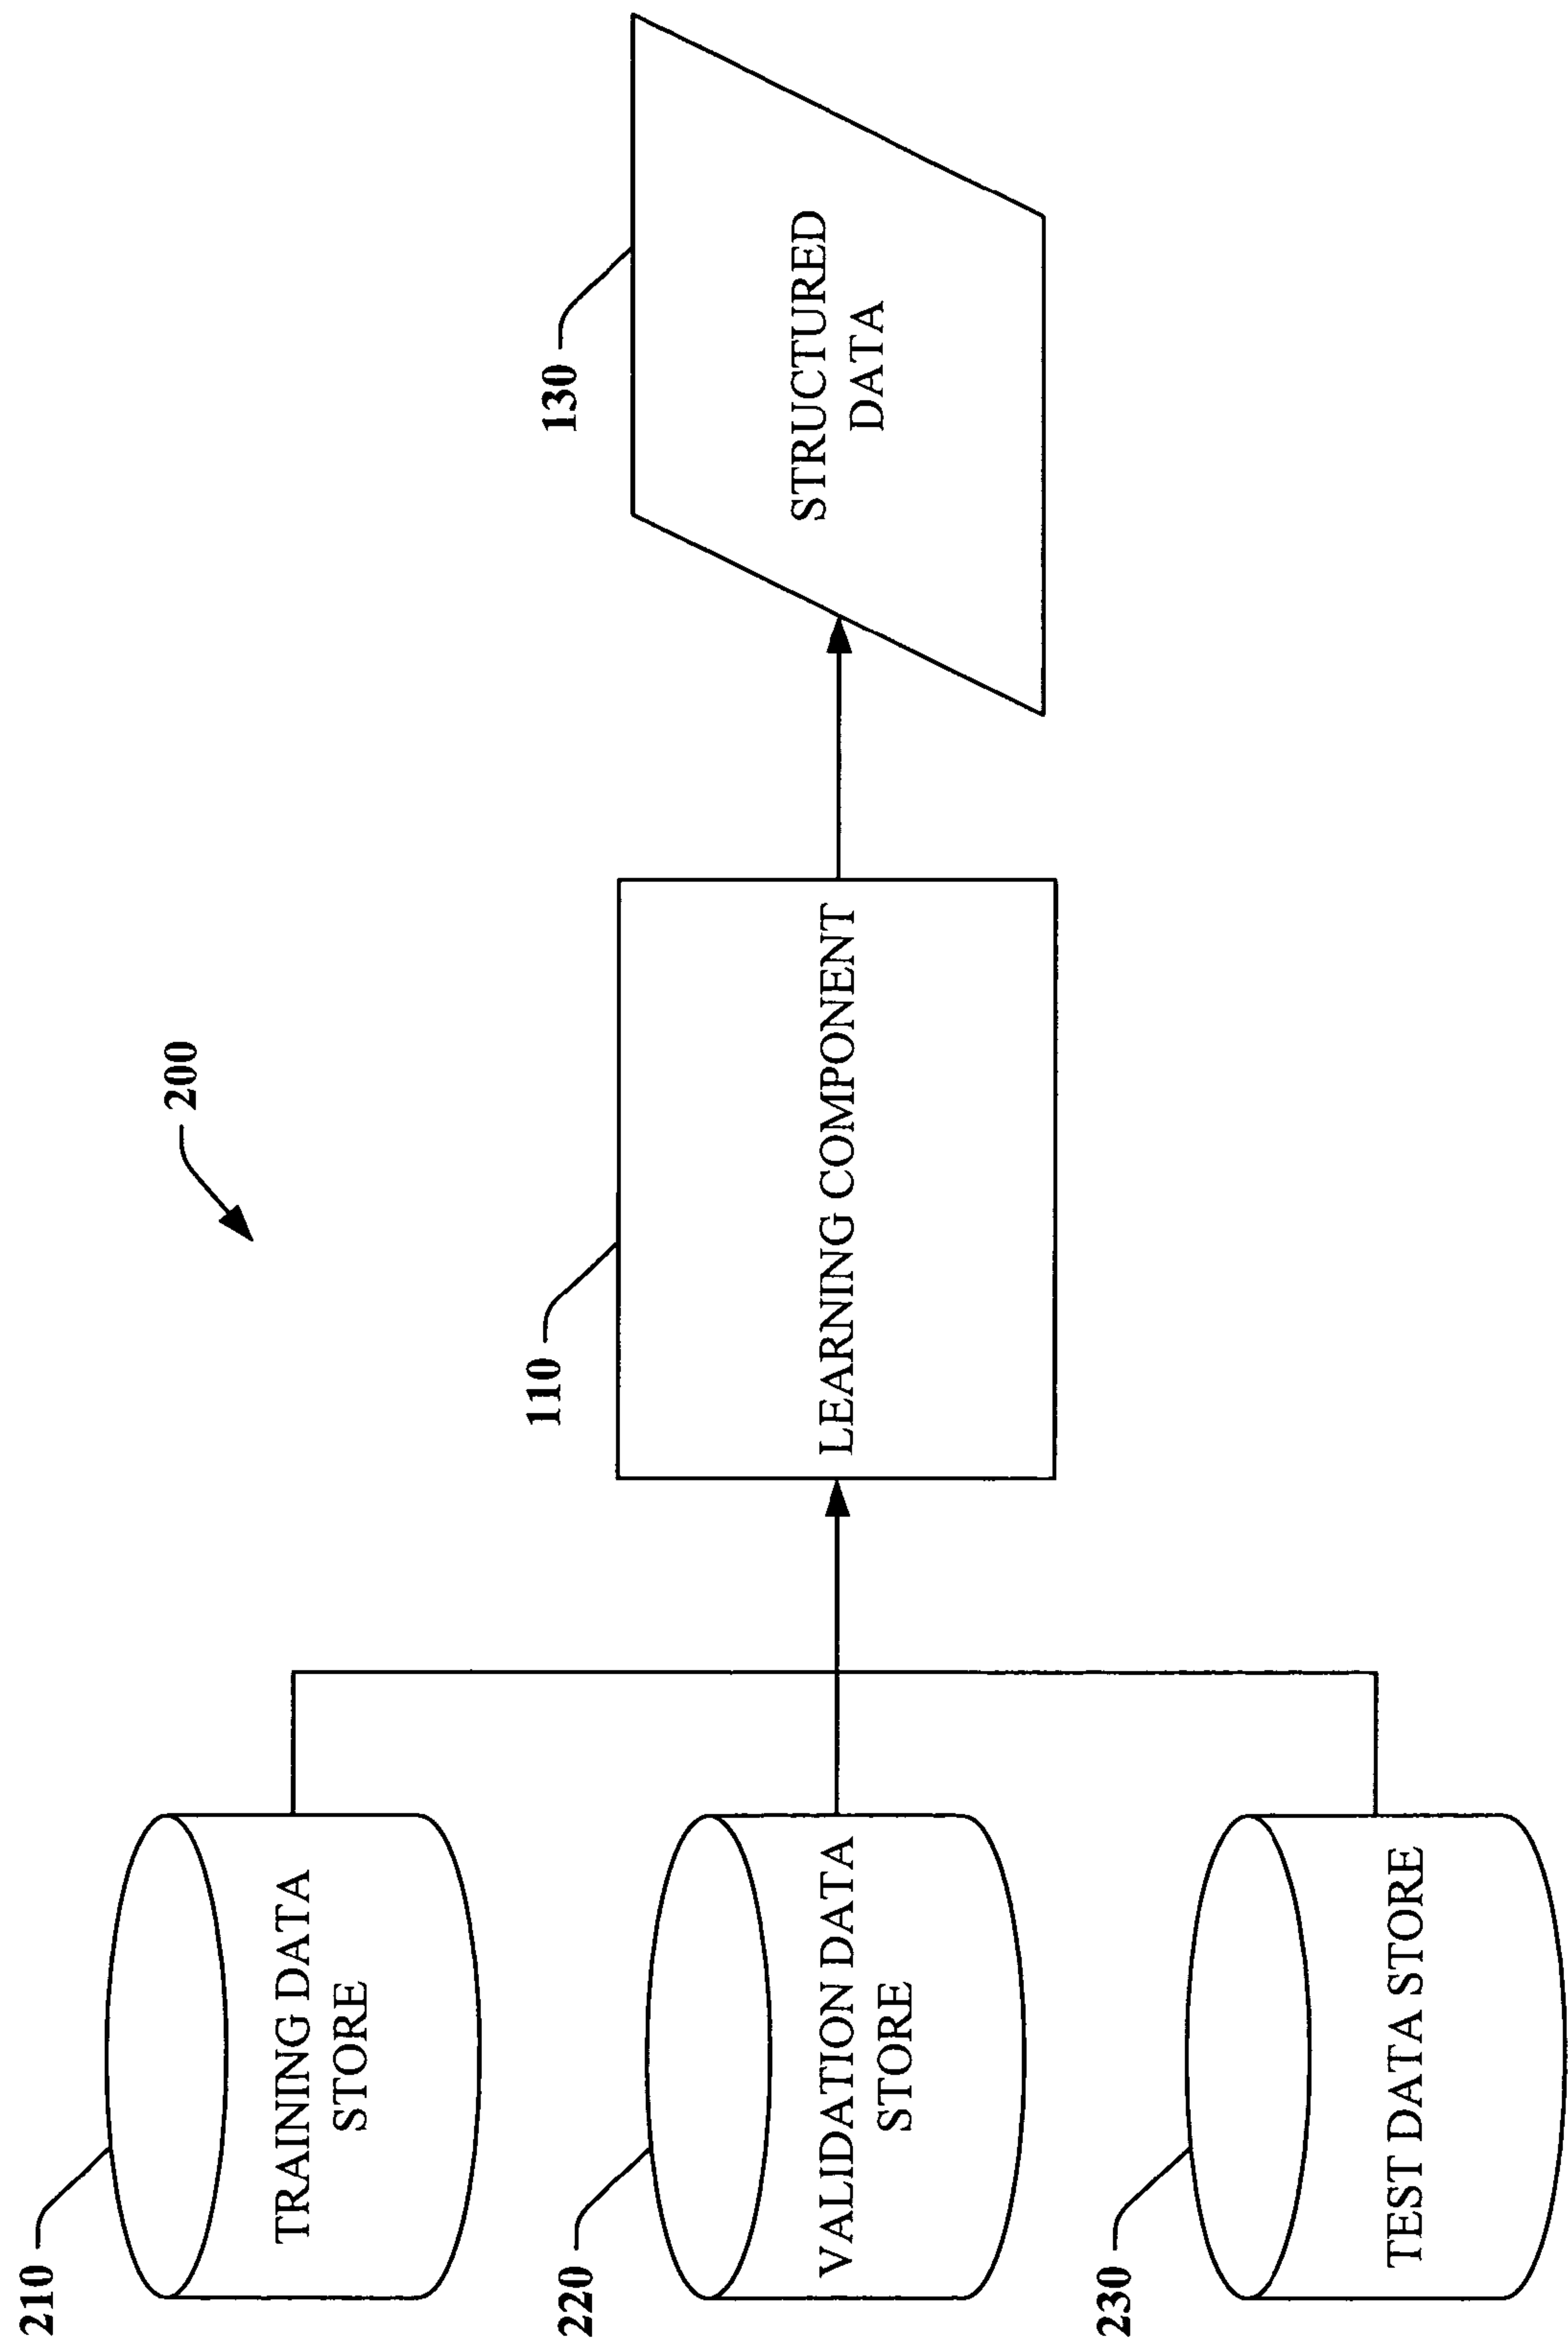 200
210
TRAINING DATA
STORE
220
VALIDATION DATA
STORE
230
TEST DATA STORE
110
LEARNING COMPONENT
130
STRUCTURED
DATA